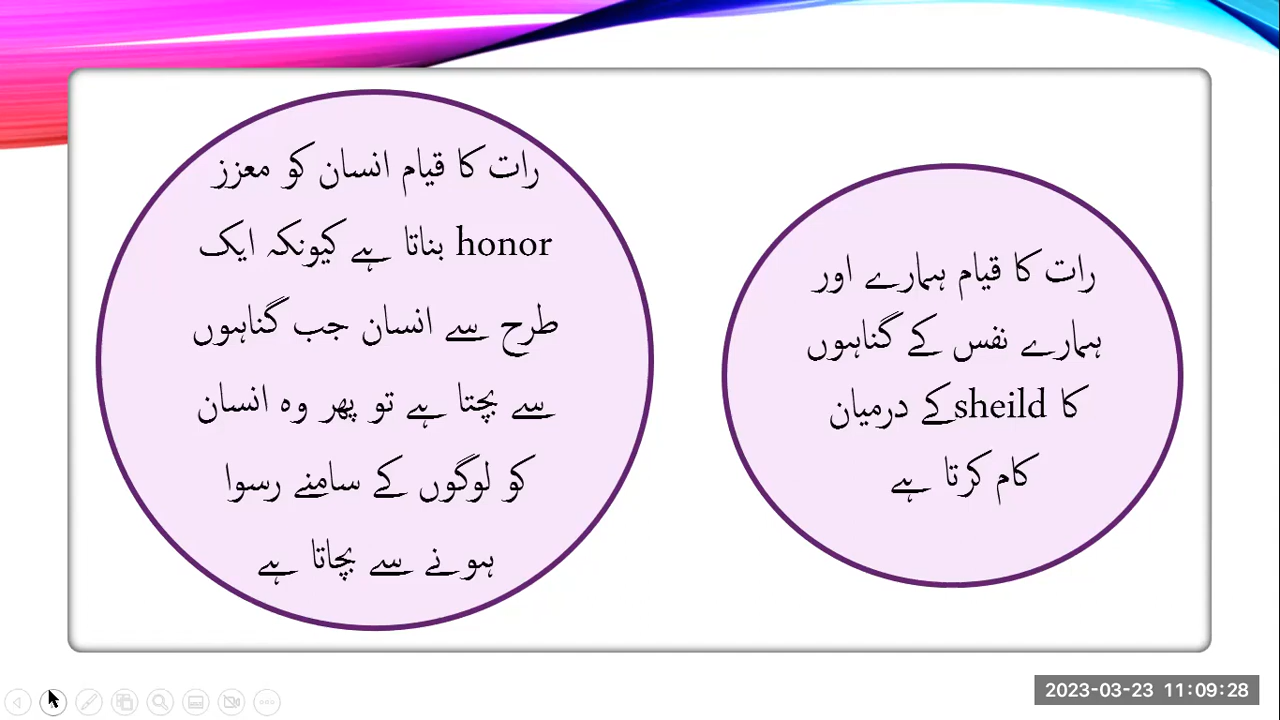 رات کا قیام ہمارے اور
ہمارے نفس کے گناہوں
کا sheildکے درمیان
کام کرتا ہے
رات کا قیام انسان کو معزز
honor بناتا ہے کیونکہ ایک
طرح سے انسان جب گناہوں
سے بچتا ہے تو پھر وہ انسان
کو لوگوں کے سامنے رسوا
ہونے سے بچاتا ہے
2023-03-23 11:09:28